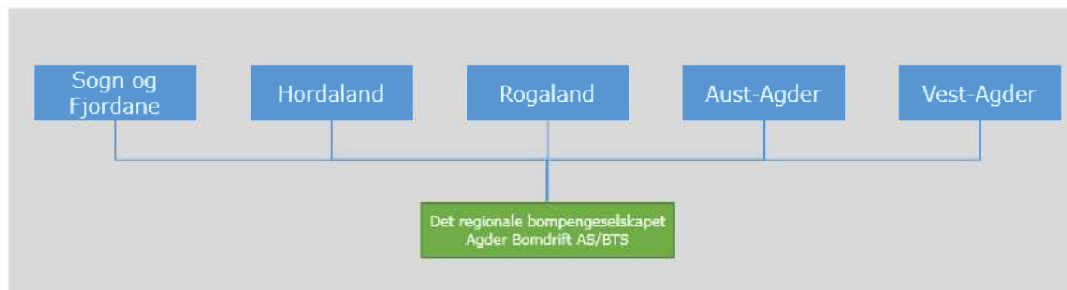 Sogn og
Fjordane
Hordaland
Rogaland
Aust-Agder
Vest-Agder
Det regionale bompengeselskapet
Agder Bomdrift AS/BTS